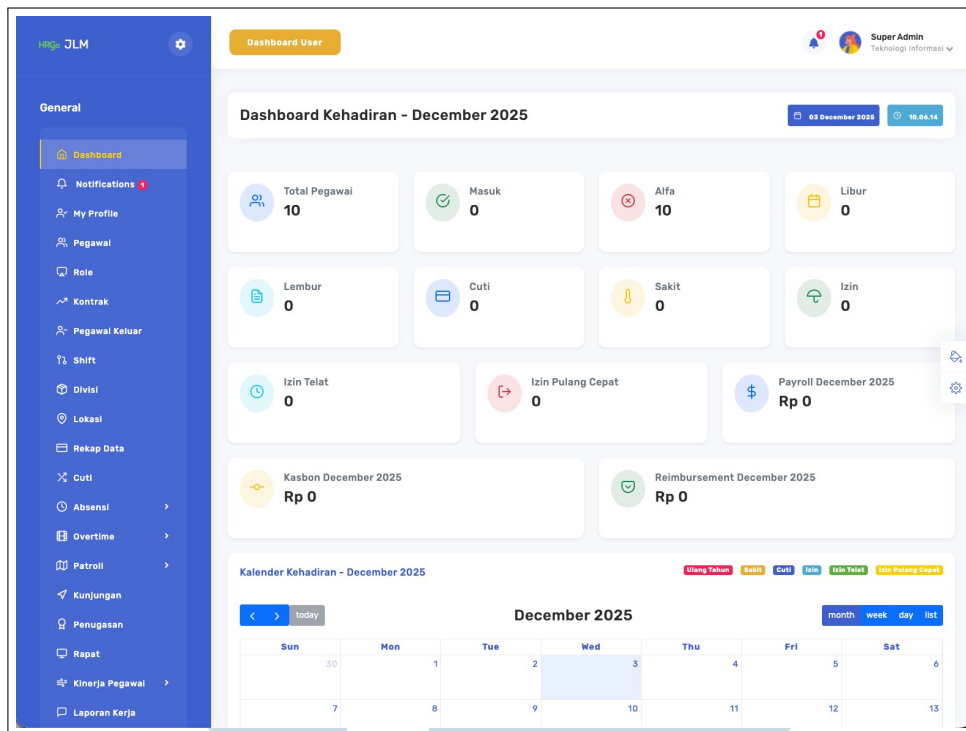 HRGo JLM
Dashboard User
1
Super Admin
Teknologi Informasi
General
Dashboard
Notifications 1
My Profile
Pegawai
Role
Kontrak
Pegawai Keluar
Shift
Divisi
Lokasi
Rekap Data
Cuti
Absensi
Overtime
Patroli
Kunjungan
Penugasan
Rapat
Kinerja Pegawai
Laporan Kerja
Dashboard Kehadiran - December 2025
03 December 2025
10.06.14
Total Pegawai
10
Masuk
0
Alfa
10
Libur
0
Lembur
0
Cuti
0
Sakit
0
Izin
0
Izin Telat
0
Izin Pulang Cepat
0
Payroll December 2025
Rp 0
Kasbon December 2025
Rp 0
Reimbursement December 2025
Rp 0
Kalender Kehadiran - December 2025
Ulang Tahun Sakit Cuti Izin Izin Telat Izin Pulang Cepat
today
December 2025
month week day list
Sun Mon Tue Wed Thu Fri Sat
30 1 2 3 4 5 6
7 8 9 10 11 12 13